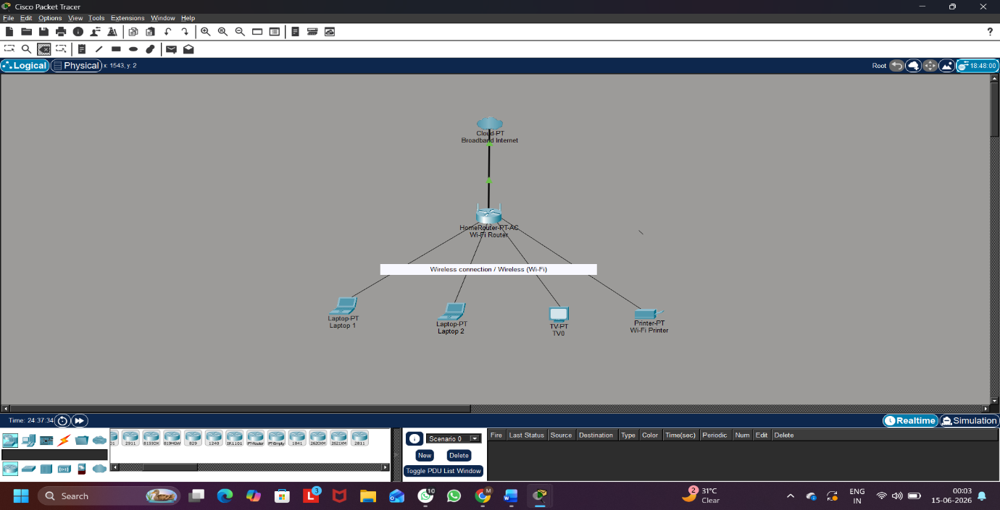 Cisco Packet Tracer
File Edit Options View Tools Extensions Window Help
?
Logical Physical x: 1543, y: 2 Root 18:48:00
Cloud-PT
Broadband Internet
HomeRouter-PT-AC
Wi-Fi Router
Wireless connection / Wireless (Wi-Fi)
Laptop-PT
Laptop 1
Laptop-PT
Laptop 2
TV-PT
TV0
Printer-PT
Wi-Fi Printer
Time: 24:37:34 Realtime Simulation
2911 819IOX 819HGW 829 1240 IR1101 PT-Router PT-Empty 1841 2620XM 2621XM 2811
Scenario 0
New Delete
Toggle PDU List Window
Fire Last Status Source Destination Type Color Time(sec) Periodic Num Edit Delete
Search
3
10
M
2
31°C
Clear
ENG
IN
00:03
15-06-2026